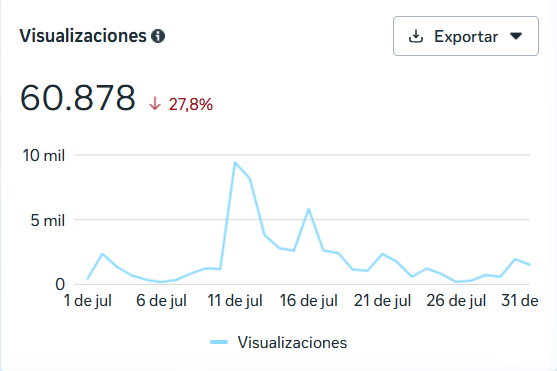 Visualizaciones
Exportar
60.878 ↓ 27,8%
10 mil
5 mil
0
1 de jul 6 de jul 11 de jul 16 de jul 21 de jul 26 de jul 31 de
Visualizaciones